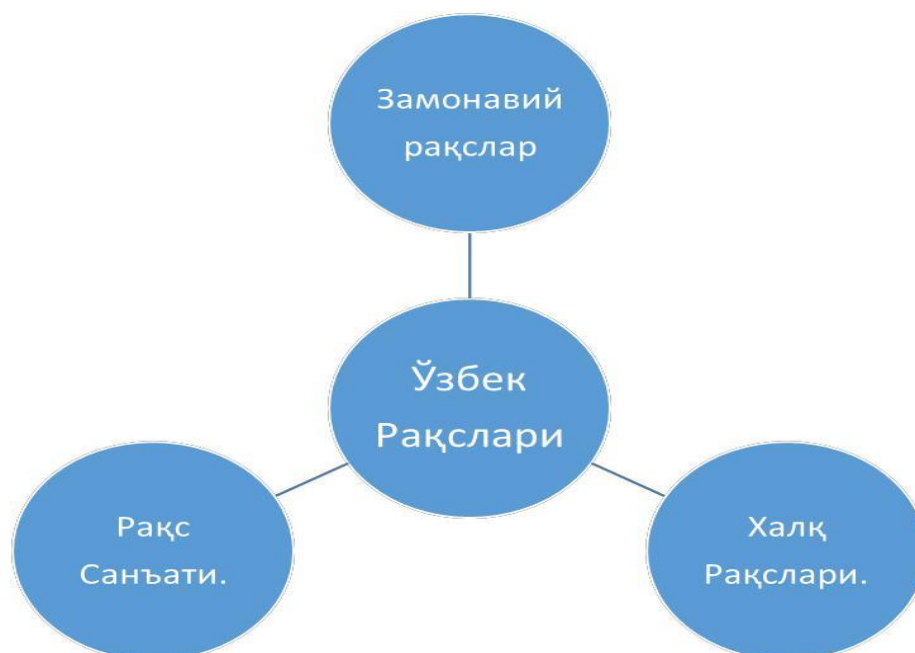 Замонавий
рақслар
Ўзбек
Рақслари
Рақс
Санъати.
Халқ
Рақслари.